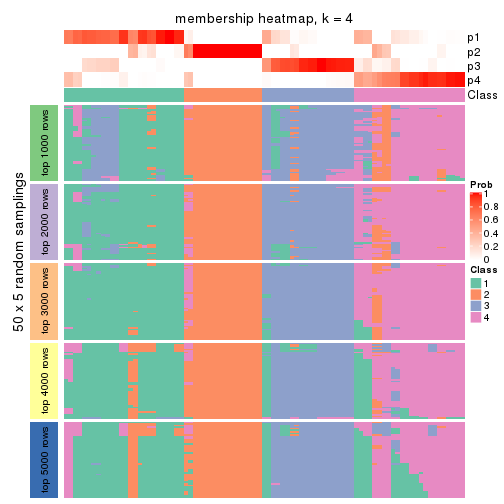 membership heatmap, k = 4
p1
p2
p3
p4
Class
50 x 5 random samplings
top 1000 rows
top 2000 rows
top 3000 rows
top 4000 rows
top 5000 rows
Prob
1
0.8
0.6
0.4
0.2
0
Class
1
2
3
4